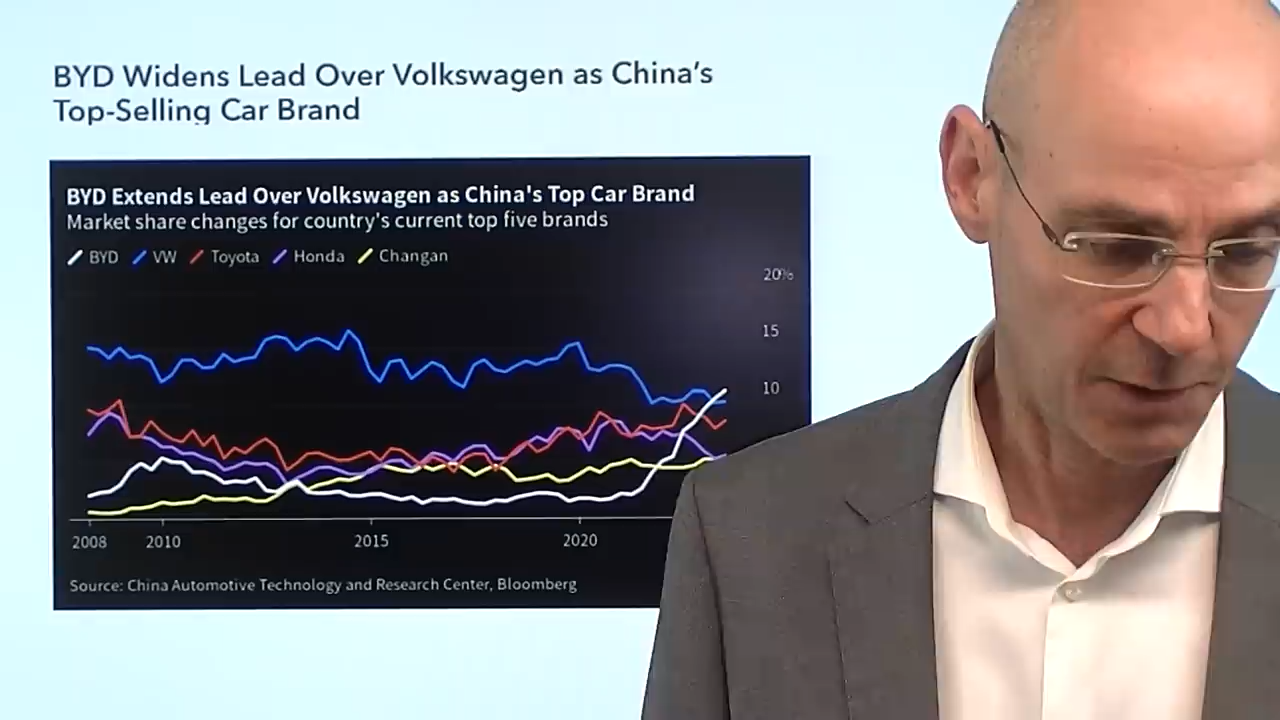 BYD Widens Lead Over Volkswagen as China's
Top-Selling Car Brand
BYD Extends Lead Over Volkswagen as China's Top Car Brand
Market share changes for country's current top five brands
BYD VW Toyota Honda Changan
20%
15
10
2008 2010 2015 2020
Source: China Automotive Technology and Research Center, Bloomberg